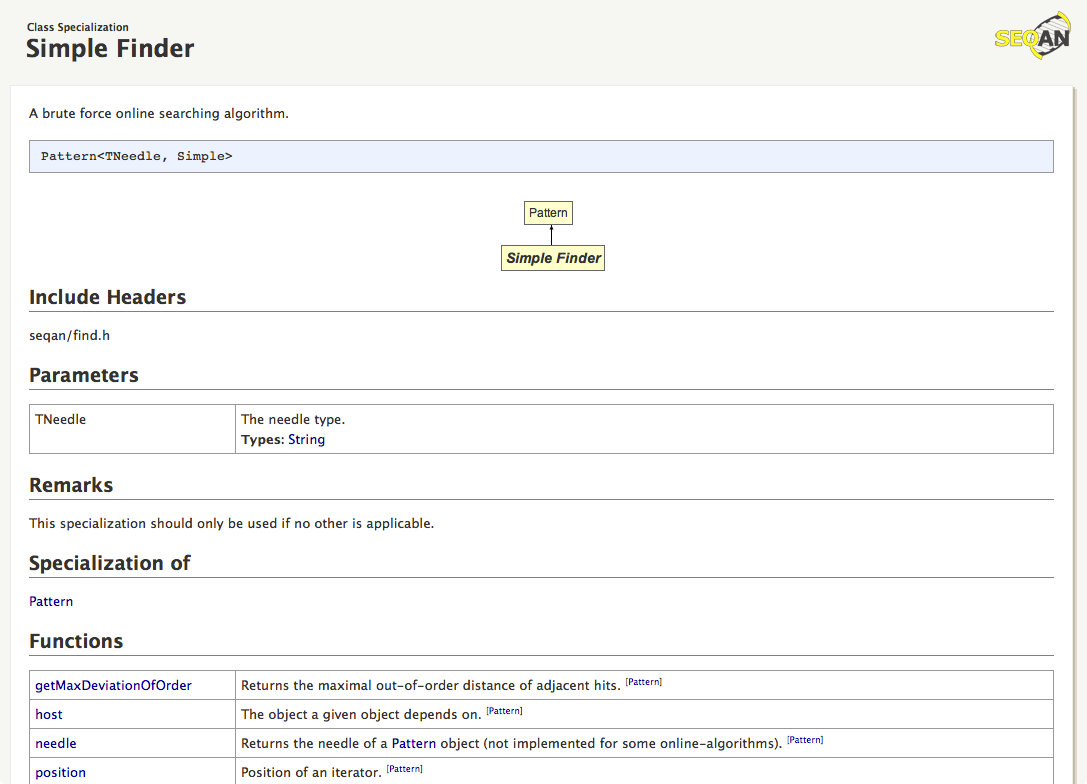 Class Specialization
Simple Finder
SEQAN
A brute force online searching algorithm.
Pattern<TNeedle, Simple>
Pattern
Simple Finder
Include Headers
seqan/find.h
Parameters
TNeedle The needle type.
Types: String
Remarks
This specialization should only be used if no other is applicable.
Specialization of
Pattern
Functions
getMaxDeviationOfOrder Returns the maximal out-of-order distance of adjacent hits. [Pattern]
host The object a given object depends on. [Pattern]
needle Returns the needle of a Pattern object (not implemented for some online-algorithms). [Pattern]
position Position of an iterator. [Pattern]